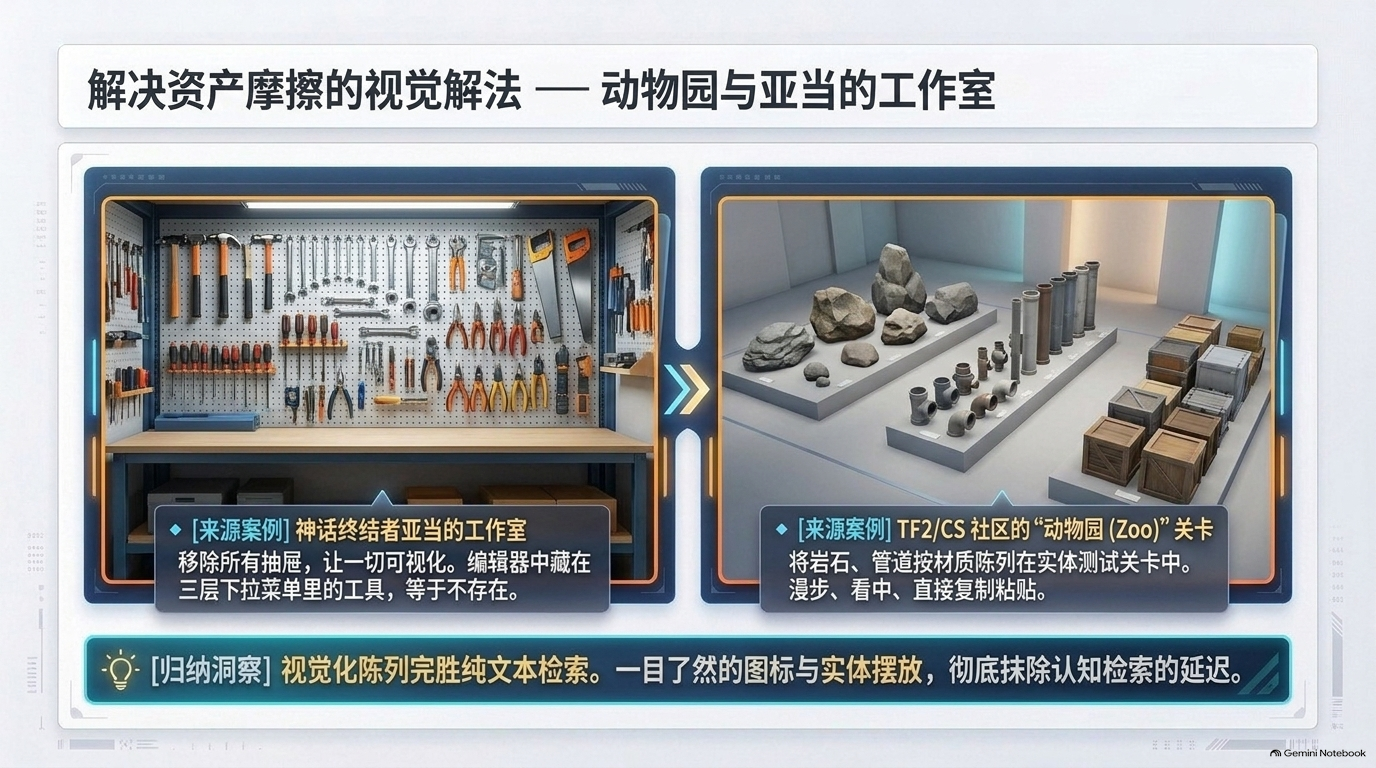 解决资产摩擦的视觉解法 —— 动物园与亚当的工作室
◆ [来源案例] 神话终结者亚当的工作室
移除所有抽屉，让一切可视化。编辑器中藏在
三层下拉菜单里的工具，等于不存在。
◆ [来源案例] TF2/CS 社区的“动物园 (Zoo)” 关卡
将岩石、管道按材质陈列在实体测试关卡中。
漫步、看中、直接复制粘贴。
[归纳洞察] 视觉化陈列完胜纯文本检索。一目了然的图标与实体摆放，彻底抹除认知检索的延迟。
Gemini Notebook